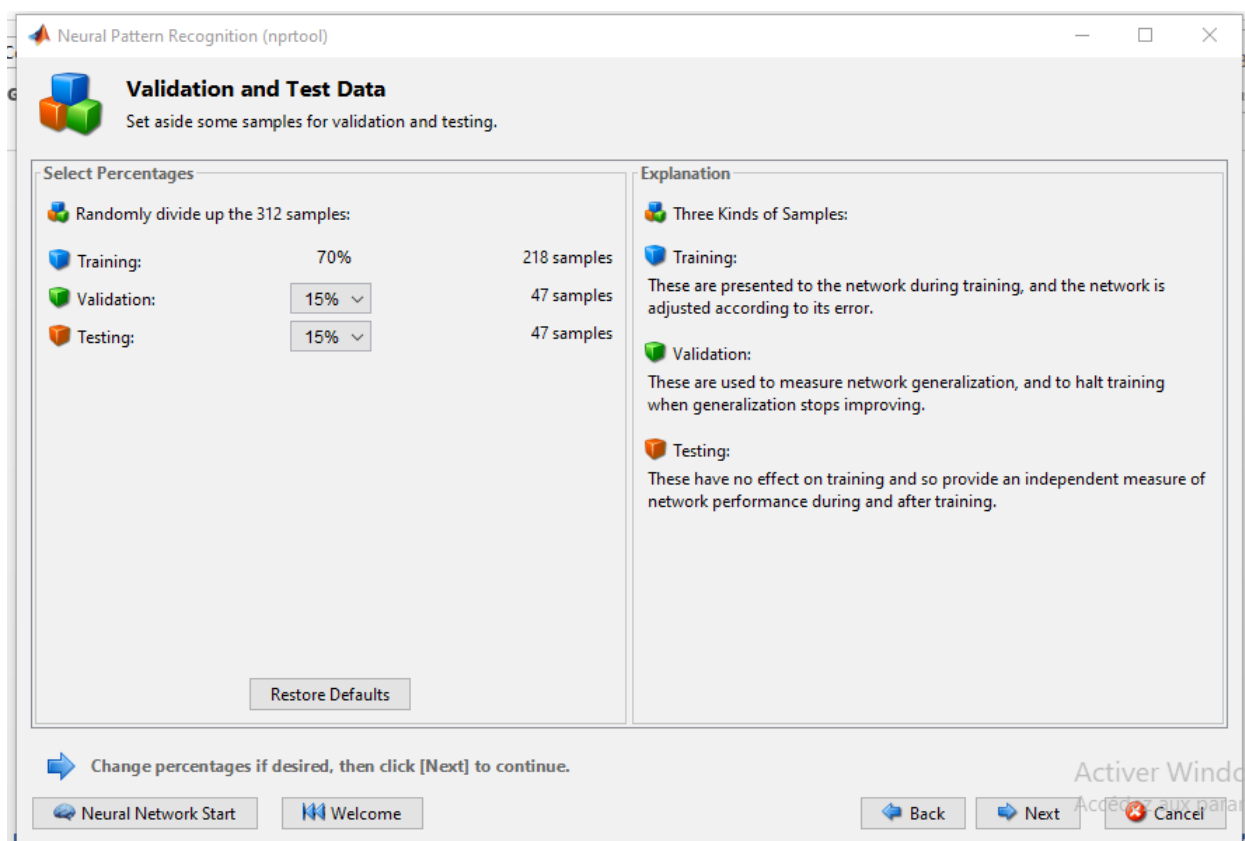 Neural Pattern Recognition (nprtool)
Validation and Test Data
Set aside some samples for validation and testing.
Select Percentages
Randomly divide up the 312 samples:
Training: 70% 218 samples
Validation: 15% 47 samples
Testing: 15% 47 samples
Restore Defaults
Explanation
Three Kinds of Samples:
Training:
These are presented to the network during training, and the network is
adjusted according to its error.
Validation:
These are used to measure network generalization, and to halt training
when generalization stops improving.
Testing:
These have no effect on training and so provide an independent measure of
network performance during and after training.
Change percentages if desired, then click [Next] to continue.
Activer Windo
Neural Network Start Welcome Back Next Cancel
aux para